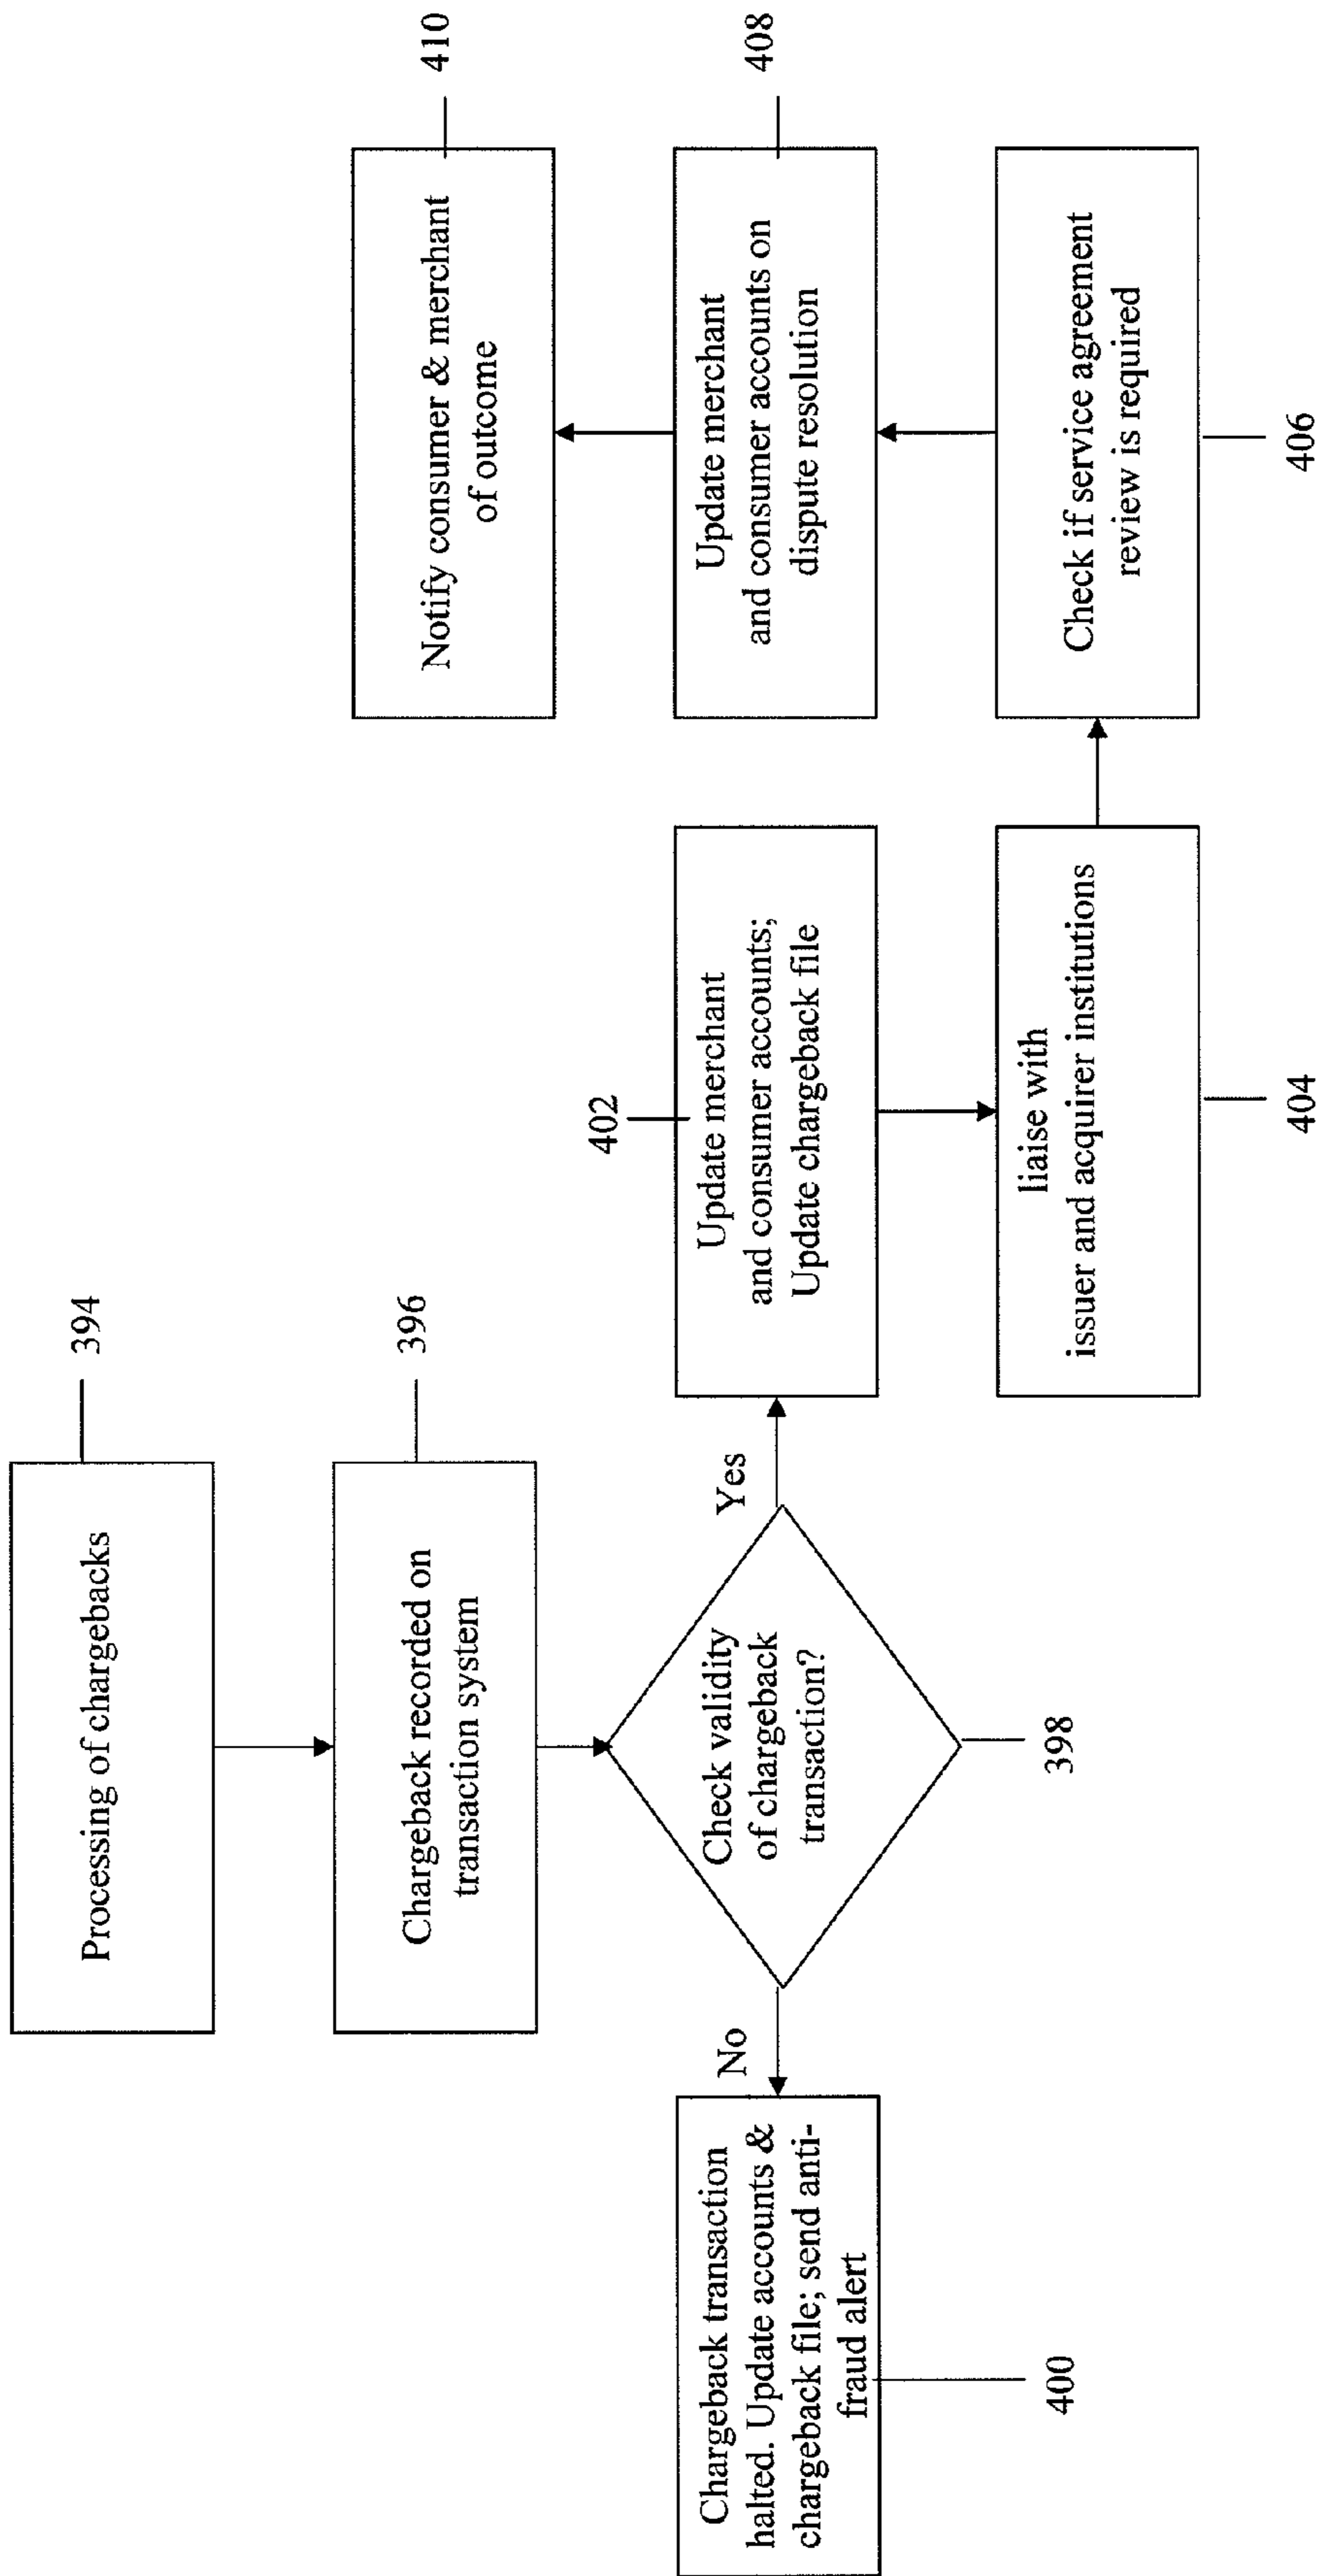 Processing of chargebacks
394
Chargeback recorded on
transaction system
396
Check validity
of chargeback
transaction?
398
No
Chargeback transaction
halted. Update accounts &
chargeback file; send anti-
fraud alert
400
Yes
402
Update merchant
and consumer accounts;
Update chargeback file
liaise with
issuer and acquirer institutions
404
Check if service agreement
review is required
406
Update merchant
and consumer accounts on
dispute resolution
408
Notify consumer & merchant
of outcome
410